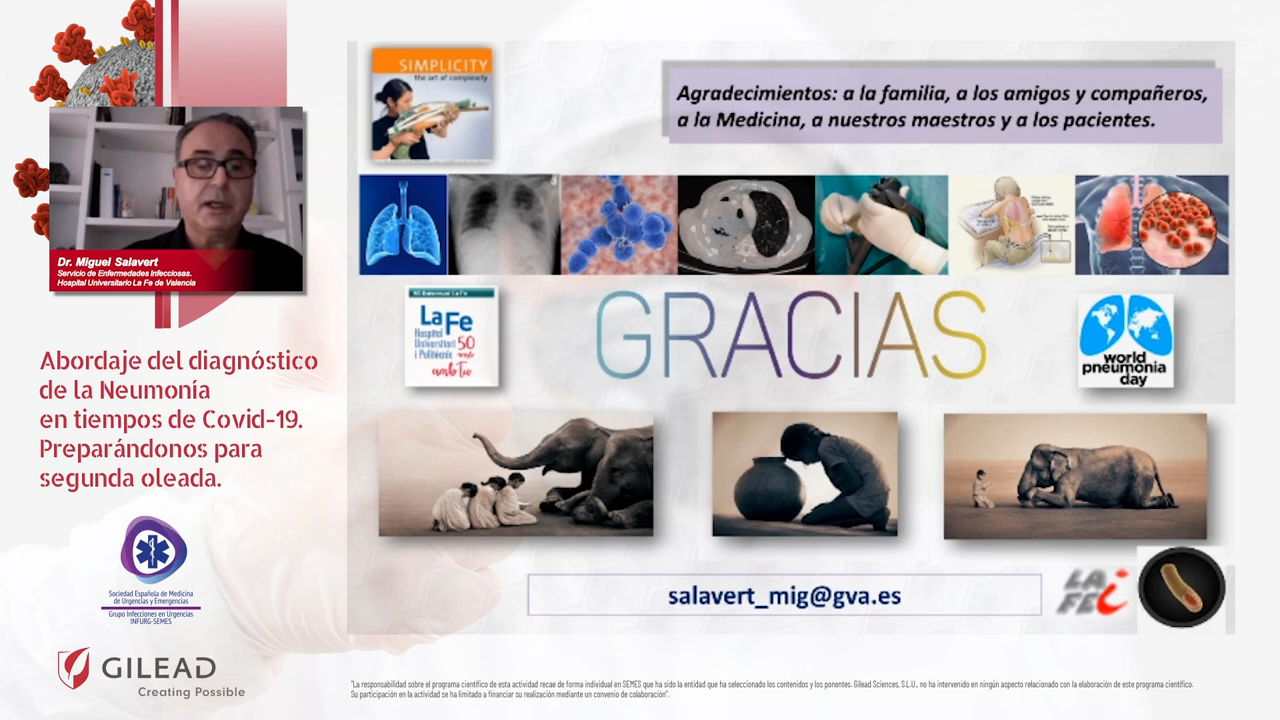 Dr. Miguel Salavert
Servicio de Enfermedades Infecciosas.
Hospital Universitario La Fe de Valencia
Abordaje del diagnóstico
de la Neumonía
en tiempos de Covid-19.
Preparándonos para
segunda oleada.
Sociedad Española de Medicina
de Urgencias y Emergencias
Grupo Infecciones en Urgencias
INFURG-SEMES
GILEAD
Creating Possible
SIMPLICITY
the art of complexity
Agradecimientos: a la familia, a los amigos y compañeros,
a la Medicina, a nuestros maestros y a los pacientes.
La Fe
Hospital
Universitari
i Politècnic
50
amb tu
GRACIAS
world
pneumonia
day
salavert_mig@gva.es
LA
FE
"La responsabilidad sobre el programa científico de esta actividad recae de forma individual en SEMES que ha sido la entidad que ha seleccionado los contenidos y los ponentes. Gilead Sciences, S.L.U., no ha intervenido en ningún aspecto relacionado con la elaboración de este programa científico.
Su participación en la actividad se ha limitado a financiar su realización mediante un convenio de colaboración".